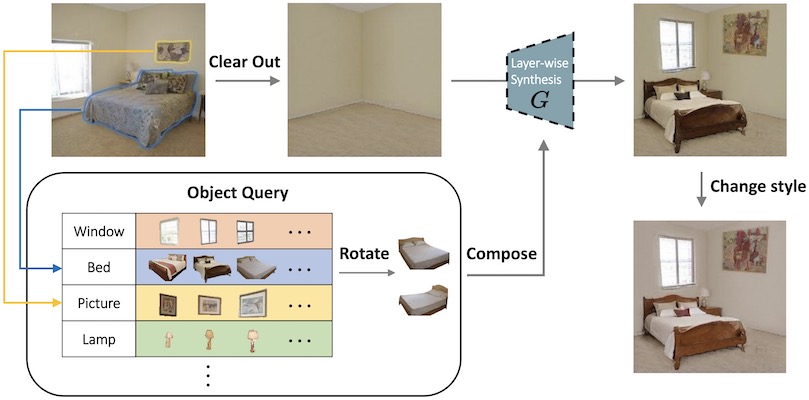 Clear Out
Layer-wise
Synthesis
G
Change style
Object Query
Window
...
Bed
...
Rotate
Compose
Picture
...
Lamp
...